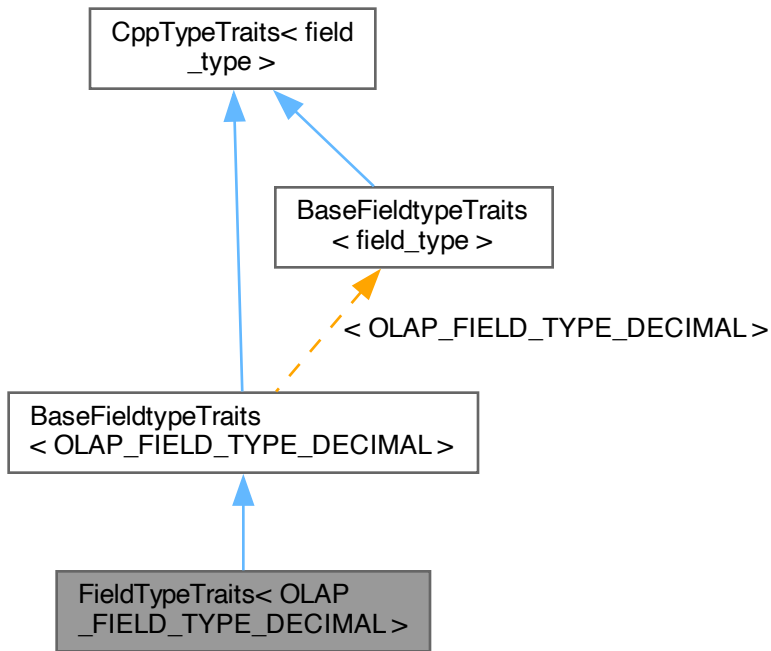 CppTypeTraits< field
_type >
BaseFieldtypeTraits
< field_type >
< OLAP_FIELD_TYPE_DECIMAL >
BaseFieldtypeTraits
< OLAP_FIELD_TYPE_DECIMAL >
FieldTypeTraits< OLAP
_FIELD_TYPE_DECIMAL >